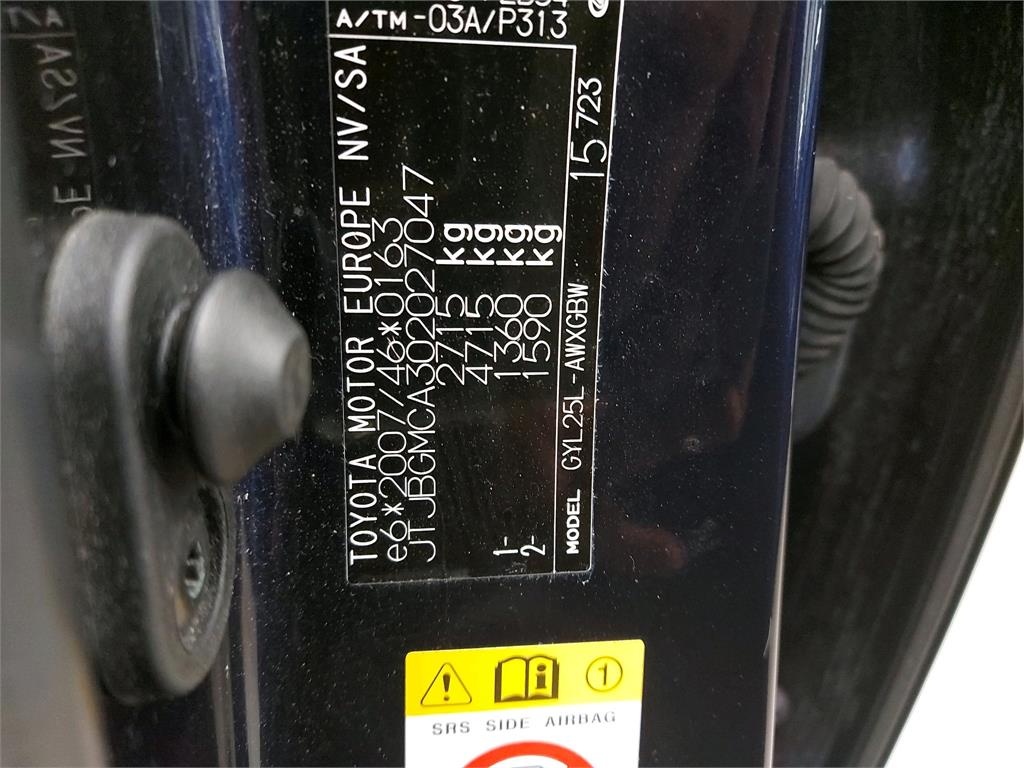 A/TM-03A/P313
TOYOTA MOTOR EUROPE NV/SA
e6*2007/46*0163
JTJBGMCA302027047
2715 kg
4715 kg
1- 1360 kg
2- 1590 kg
MODEL GYL25L-AWXGBW 15 723
1
SRS SIDE AIRBAG